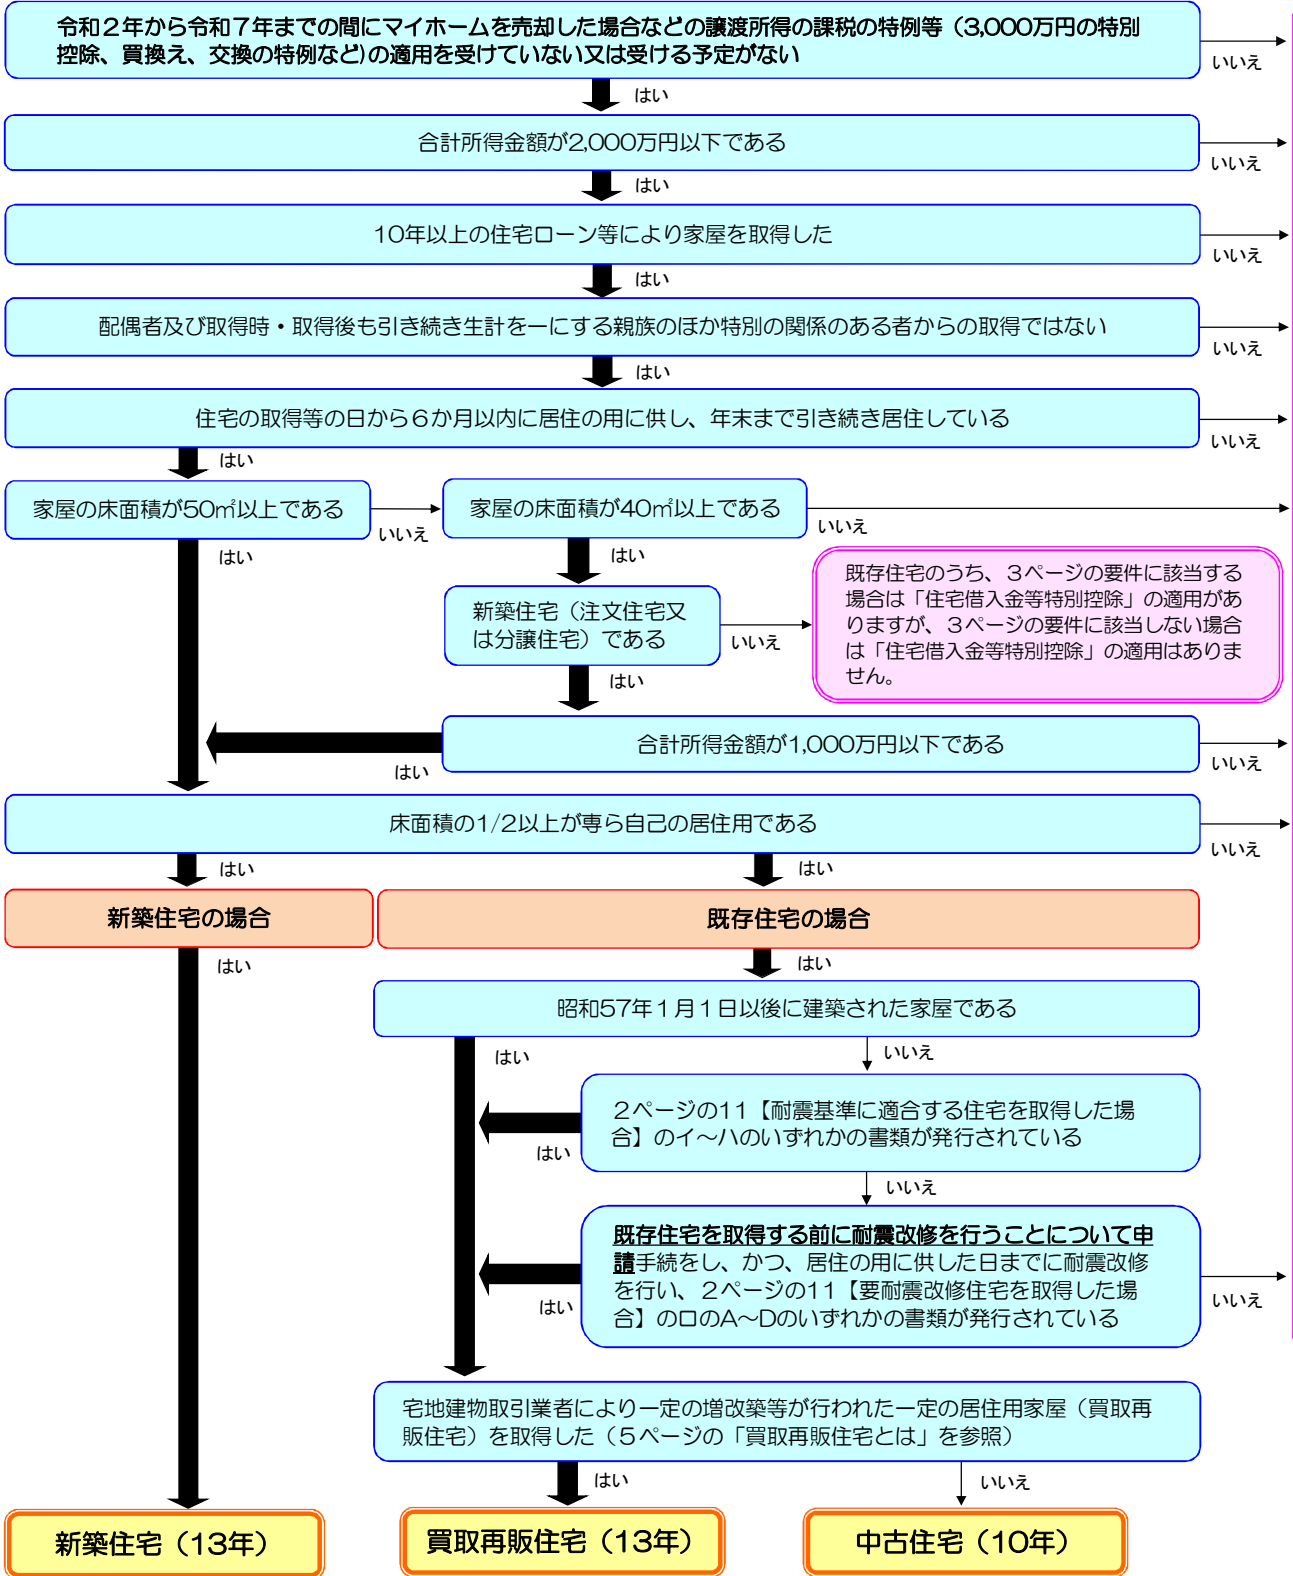 令和２年から令和７年までの間にマイホームを売却した場合などの譲渡所得の課税の特例等（3,000万円の特別
控除、買換え、交換の特例など)の適用を受けていない又は受ける予定がない
いいえ
はい
合計所得金額が2,000万円以下である
いいえ
はい
10年以上の住宅ローン等により家屋を取得した
いいえ
はい
配偶者及び取得時・取得後も引き続き生計を一にする親族のほか特別の関係のある者からの取得ではない
いいえ
はい
住宅の取得等の日から６か月以内に居住の用に供し、年末まで引き続き居住している
いいえ
はい
家屋の床面積が50㎡以上である
いいえ
家屋の床面積が40㎡以上である
いいえ
はい
はい
既存住宅のうち、３ページの要件に該当する
場合は「住宅借入金等特別控除」の適用があ
りますが、３ページの要件に該当しない場合
は「住宅借入金等特別控除」の適用はありま
せん。
新築住宅（注文住宅又
は分譲住宅）である
いいえ
はい
合計所得金額が1,000万円以下である
いいえ
はい
床面積の1/2以上が専ら自己の居住用である
いいえ
はい
はい
新築住宅の場合
既存住宅の場合
はい
はい
昭和57年１月１日以後に建築された家屋である
はい
いいえ
２ページの11【耐震基準に適合する住宅を取得した場
合】のイ～ハのいずれかの書類が発行されている
はい
いいえ
既存住宅を取得する前に耐震改修を行うことについて申
請手続をし、かつ、居住の用に供した日までに耐震改修
を行い、２ページの11【要耐震改修住宅を取得した場
合】のロのA～Dのいずれかの書類が発行されている
はい
いいえ
宅地建物取引業者により一定の増改築等が行われた一定の居住用家屋（買取再
販住宅）を取得した（５ページの「買取再販住宅とは」を参照）
はい
いいえ
新築住宅（13年）
買取再販住宅（13年）
中古住宅（10年）